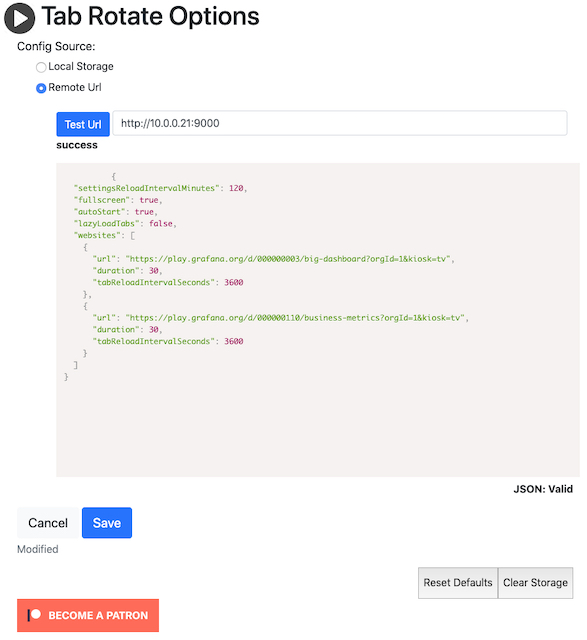 Tab Rotate Options
Config Source:
Local Storage
Remote Url
Test Url
http://10.0.0.21:9000
success
{
"settingsReloadIntervalMinutes": 120,
"fullscreen": true,
"autoStart": true,
"lazyLoadTabs": false,
"websites": [
{
"url": "https://play.grafana.org/d/000000003/big-dashboard?orgId=1&kiosk=tv",
"duration": 30,
"tabReloadIntervalSeconds": 3600
},
{
"url": "https://play.grafana.org/d/000000110/business-metrics?orgId=1&kiosk=tv",
"duration": 30,
"tabReloadIntervalSeconds": 3600
}
]
}
JSON: Valid
Cancel Save
Modified
Reset Defaults Clear Storage
BECOME A PATRON